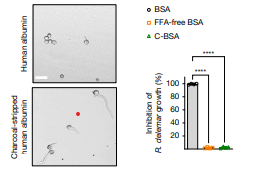 Human albumin
Charcoal-stripped
human albumin
BSA
FFA-free BSA
C-BSA
****
****
Inhibition of
R. delemar growth (%)
100
80
60
40
20